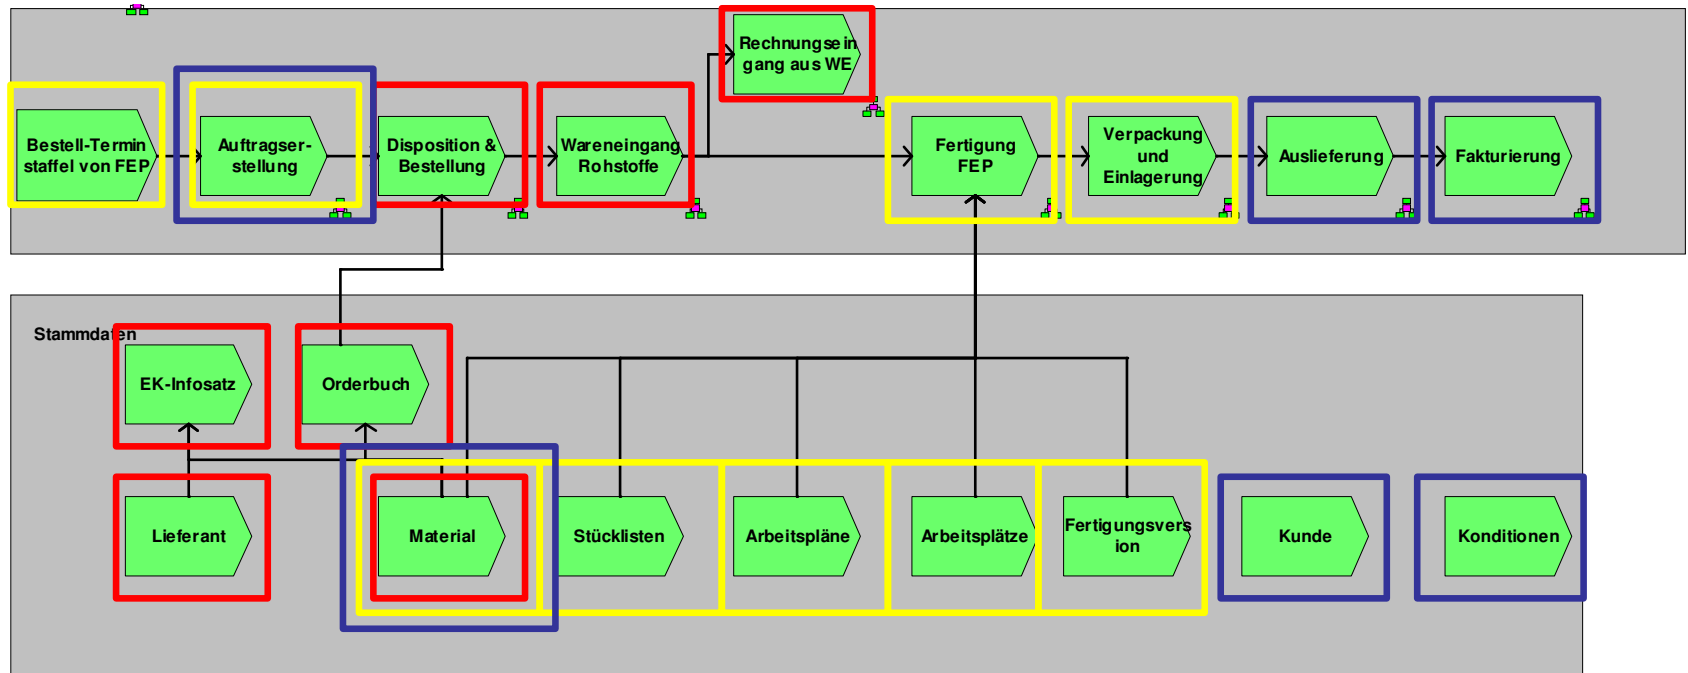 Rechnungsein
gang aus WE
Bestell-Termin
staffel von FEP
Auftragser-
stellung
Disposition &
Bestellung
Wareneingang
Rohstoffe
Fertigung
FEP
Verpackung
und
Einlagerung
Auslieferung
Fakturierung
Stammdaten
EK-Infosatz
Orderbuch
Lieferant
Material
Stücklisten
Arbeitspläne
Arbeitsplätze
Fertigungsvers
ion
Kunde
Konditionen